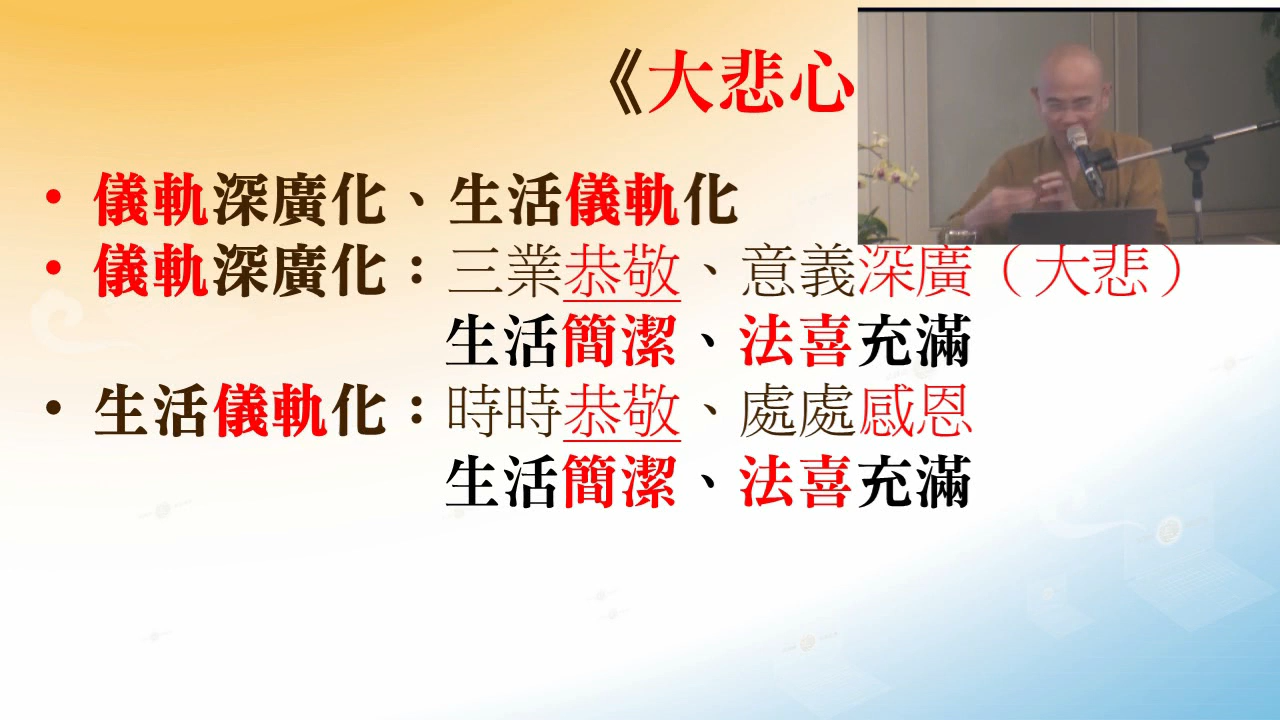 《大悲心
• 儀軌深廣化、生活儀軌化
• 儀軌深廣化：三業恭敬、意義深廣（大悲）
生活簡潔、法喜充滿
• 生活儀軌化：時時恭敬、處處感恩
生活簡潔、法喜充滿